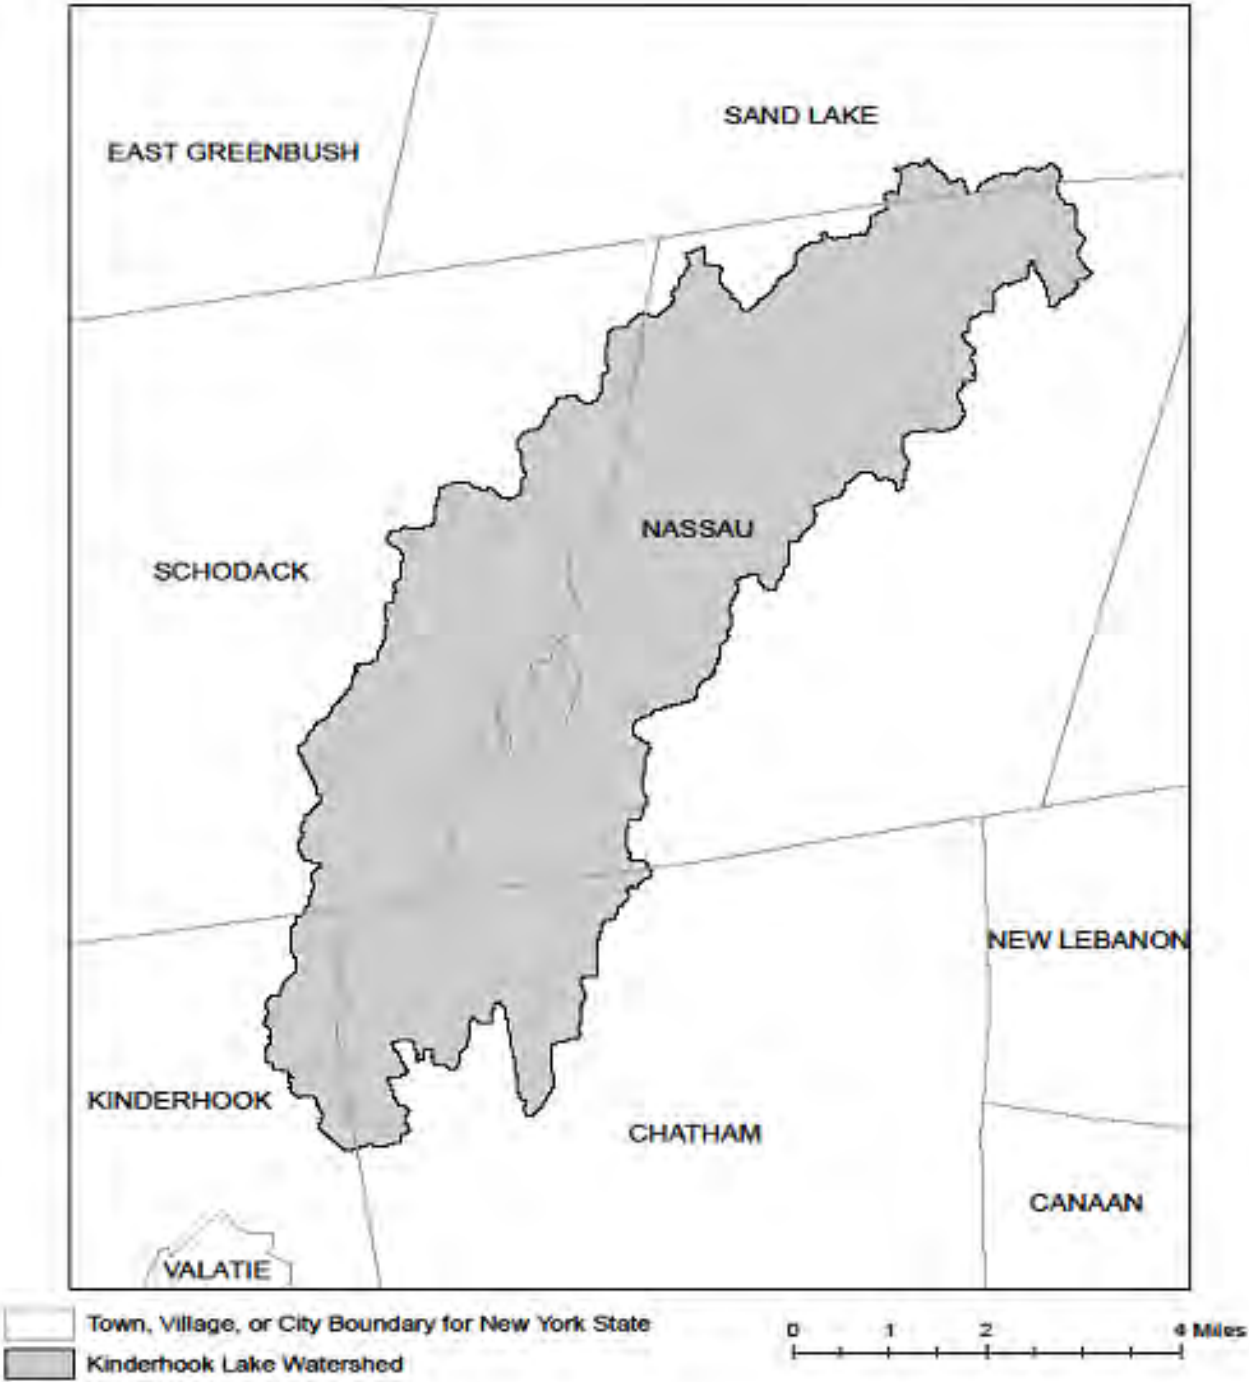 SAND LAKE
EAST GREENBUSH
NASSAU
SCHODACK
NEW LEBANON
KINDERHOOK
CHATHAM
CANAAN
VALATIE
Town, Village, or City Boundary for New York State
Kinderhook Lake Watershed
0 1 2 4 Miles